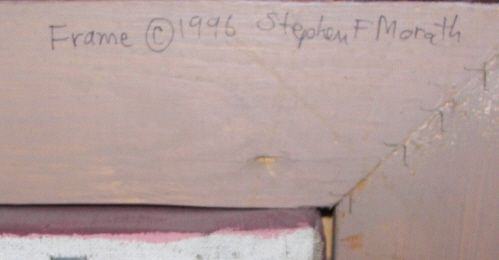 Frame © 1996 Stephen F Morath